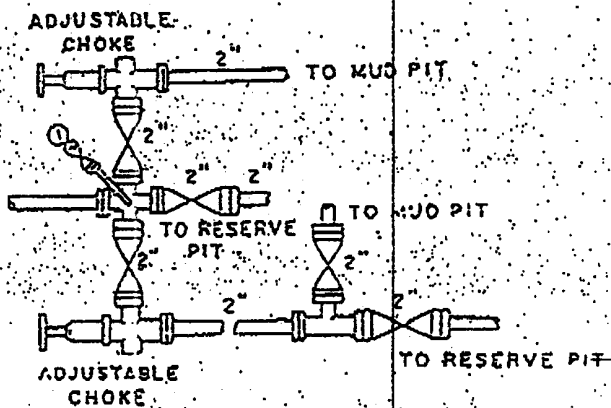 ADJUSTABLE
CHOKE
2"
TO MUD PIT
1
2"
2"
2"
TO RESERVE
PIT
TO MUD PIT
2"
2"
2"
2"
TO RESERVE PIT
ADJUSTABLE
CHOKE